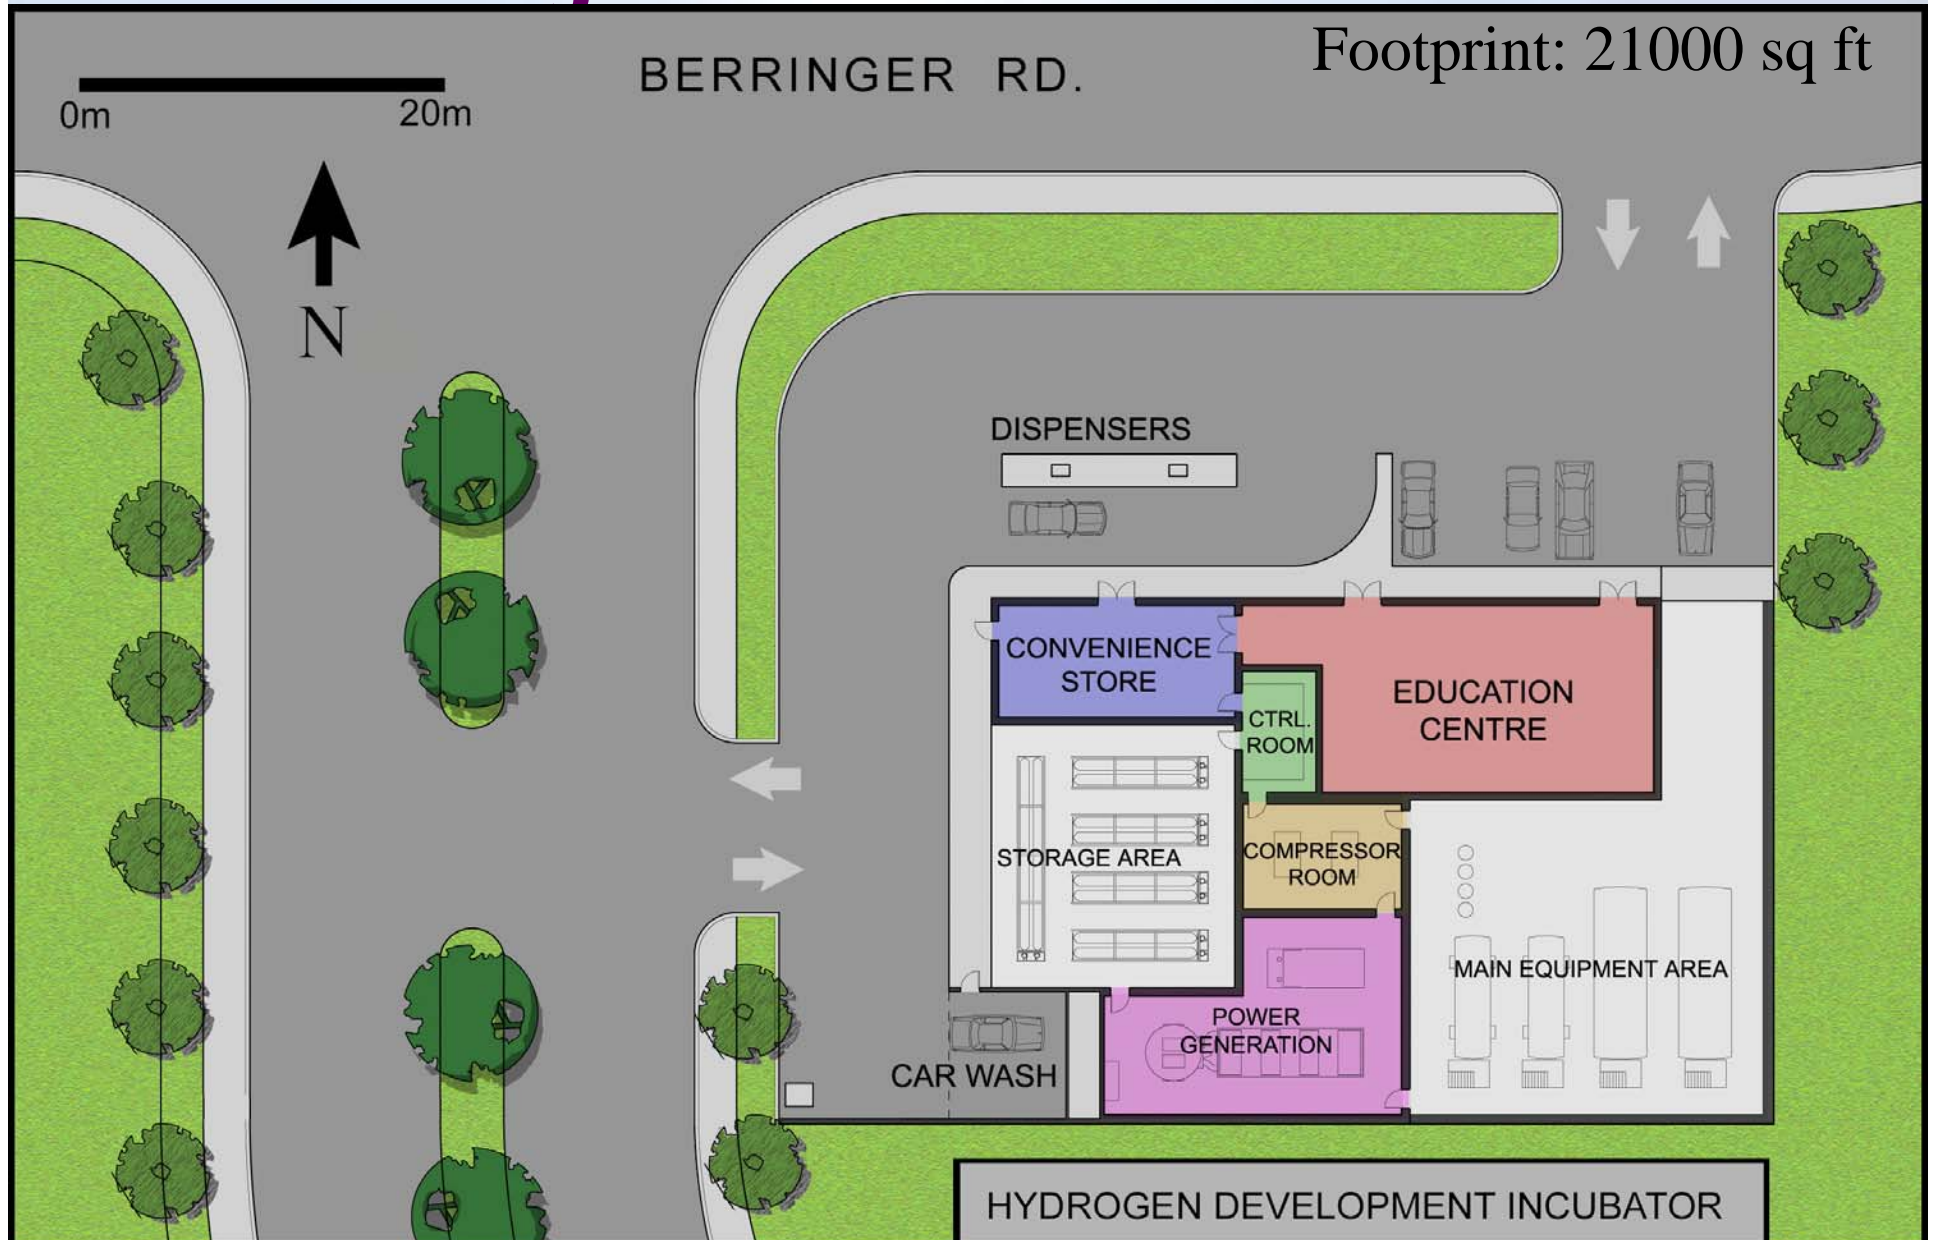 Footprint: 21000 sq ft
BERRINGER RD.
0m
20m
N
DISPENSERS
CONVENIENCE
STORE
EDUCATION
CENTRE
CTRL.
ROOM
STORAGE AREA
COMPRESSOR
ROOM
MAIN EQUIPMENT AREA
POWER
GENERATION
CAR WASH
HYDROGEN DEVELOPMENT INCUBATOR